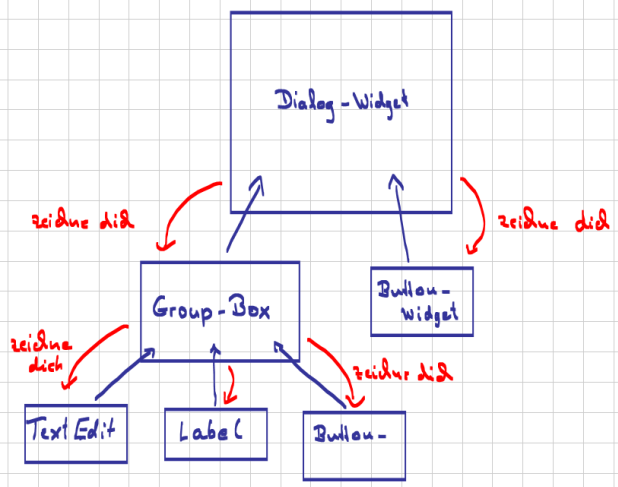 Dialog-Widget
zeichne dich
zeichne dich
Group-Box
Button-
Widget
zeichne
dich
zeichne dich
Text Edit
Label
Button-